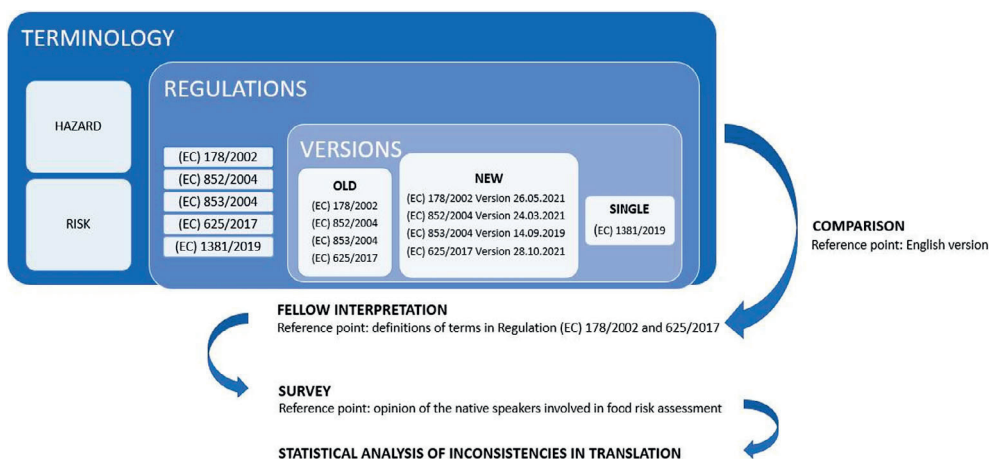 TERMINOLOGY
HAZARD
RISK
REGULATIONS
(EC) 178/2002
(EC) 852/2004
(EC) 853/2004
(EC) 625/2017
(EC) 1381/2019
VERSIONS
OLD
(EC) 178/2002
(EC) 852/2004
(EC) 853/2004
(EC) 625/2017
NEW
(EC) 178/2002 Version 26.05.2021
(EC) 852/2004 Version 24.03.2021
(EC) 853/2004 Version 14.09.2019
(EC) 625/2017 Version 28.10.2021
SINGLE
(EC) 1381/2019
COMPARISON
Reference point: English version
FELLOW INTERPRETATION
Reference point: definitions of terms in Regulation (EC) 178/2002 and 625/2017
SURVEY
Reference point: opinion of the native speakers involved in food risk assessment
STATISTICAL ANALYSIS OF INCONSISTENCIES IN TRANSLATION